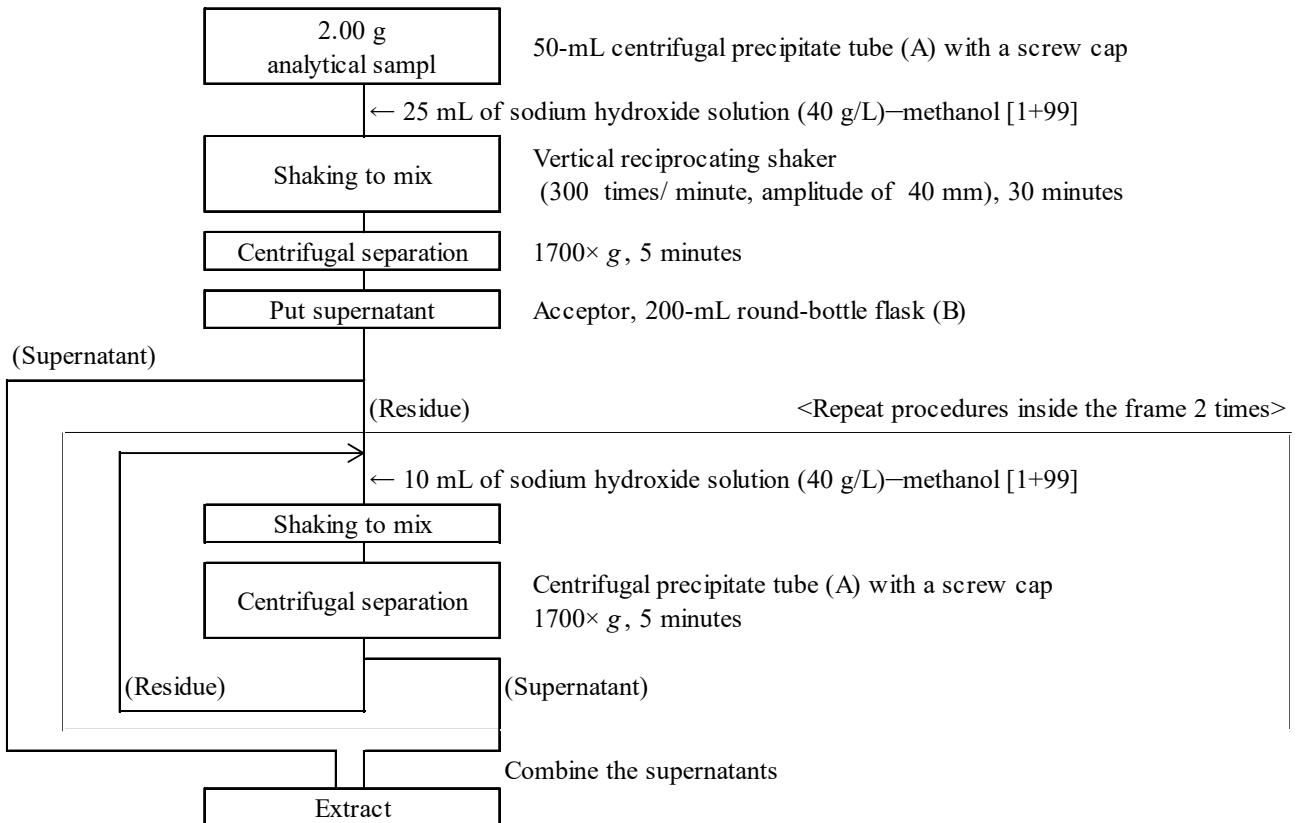 2.00 g
analytical sampl
50-mL centrifugal precipitate tube (A) with a screw cap
← 25 mL of sodium hydroxide solution (40 g/L)−methanol [1+99]
Shaking to mix
Vertical reciprocating shaker
(300 times/ minute, amplitude of 40 mm), 30 minutes
Centrifugal separation
1700× g, 5 minutes
Put supernatant
Acceptor, 200-mL round-bottle flask (B)
(Supernatant)
(Residue)
<Repeat procedures inside the frame 2 times>
← 10 mL of sodium hydroxide solution (40 g/L)−methanol [1+99]
Shaking to mix
Centrifugal separation
Centrifugal precipitate tube (A) with a screw cap
1700× g, 5 minutes
(Residue)
(Supernatant)
Combine the supernatants
Extract